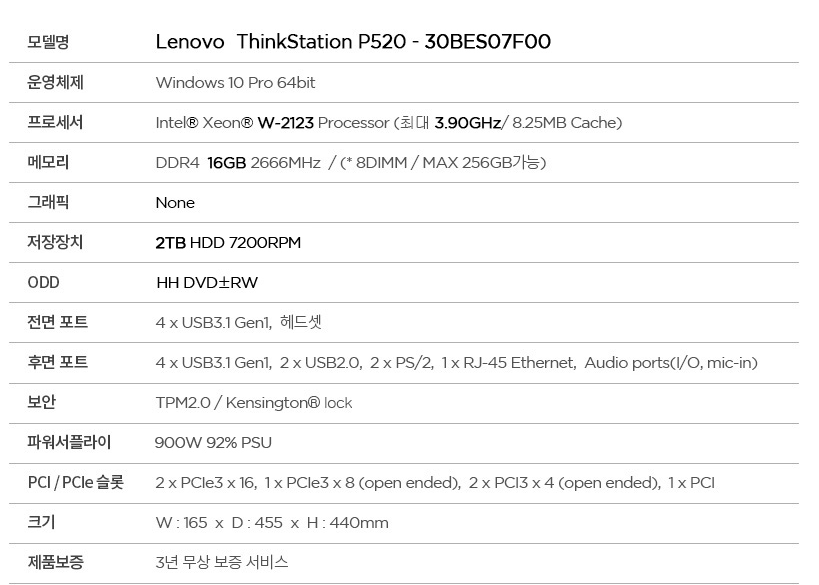 모델명 Lenovo ThinkStation P520 - 30BES07F00
운영체제 Windows 10 Pro 64bit
프로세서 Intel® Xeon® W-2123 Processor (최대 3.90GHz/ 8.25MB Cache)
메모리 DDR4 16GB 2666MHz / (* 8DIMM / MAX 256GB가능)
그래픽 None
저장장치 2TB HDD 7200RPM
ODD HH DVD±RW
전면 포트 4 x USB3.1 Gen1, 헤드셋
후면 포트 4 x USB3.1 Gen1, 2 x USB2.0, 2 x PS/2, 1 x RJ-45 Ethernet, Audio ports(I/O, mic-in)
보안 TPM2.0 / Kensington® lock
파워서플라이 900W 92% PSU
PCI / PCIe 슬롯 2 x PCIe3 x 16, 1 x PCIe3 x 8 (open ended), 2 x PCI3 x 4 (open ended), 1 x PCI
크기 W : 165 x D : 455 x H : 440mm
제품보증 3년 무상 보증 서비스